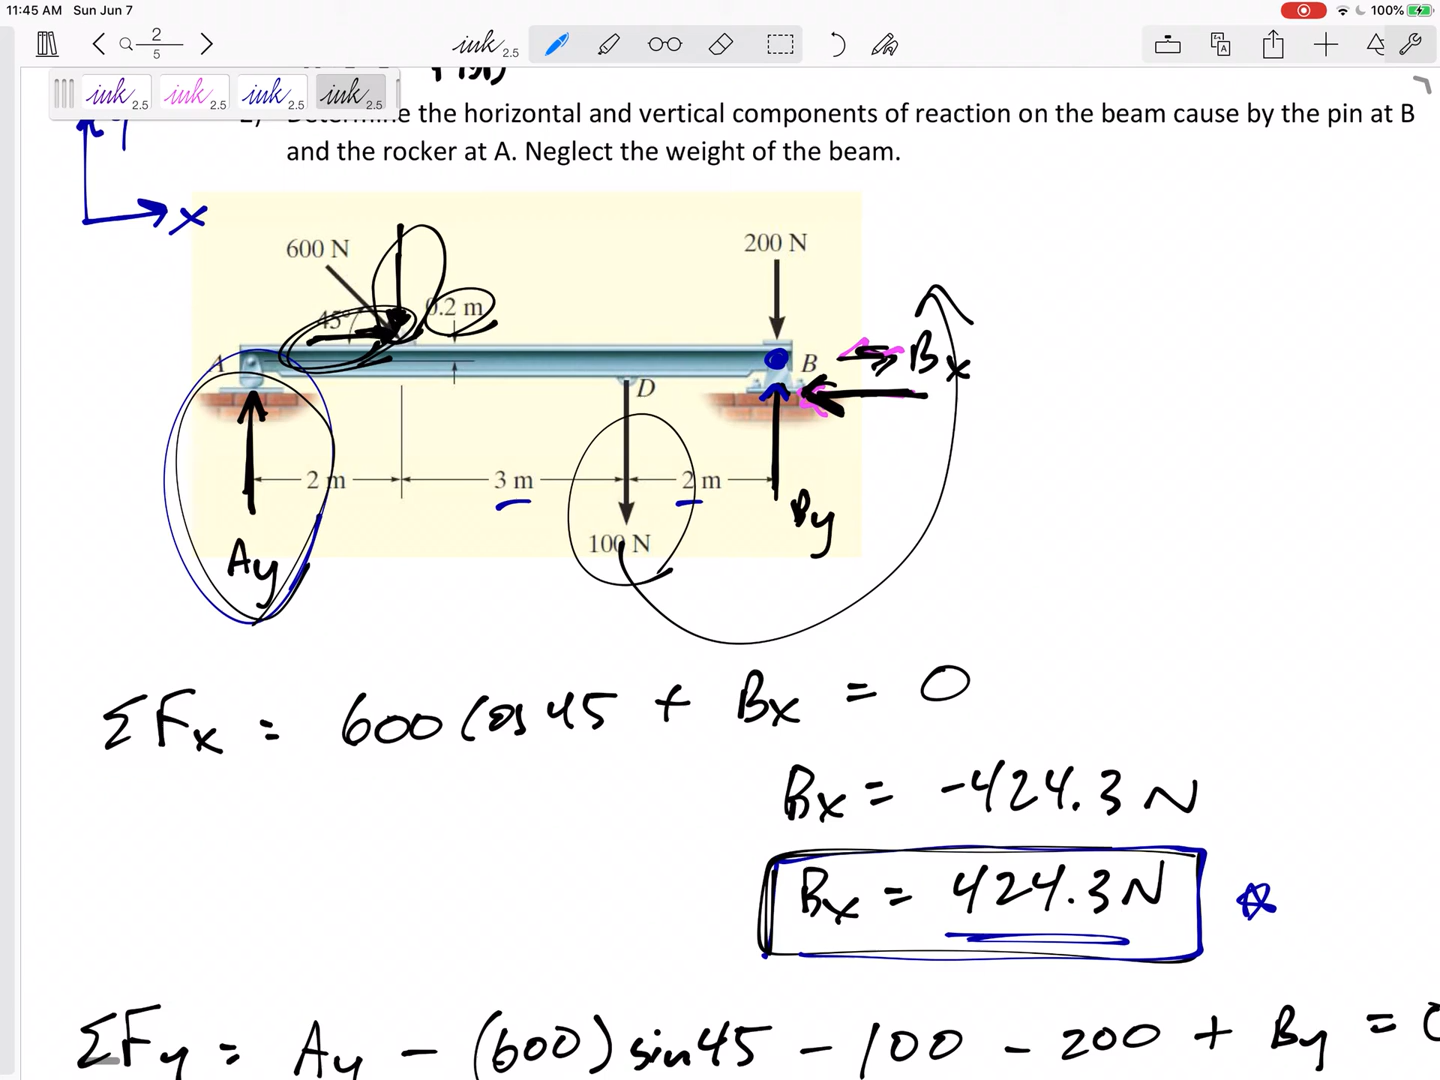 11:45 AM Sun Jun 7
100%
2
5
ink 2.5
ink 2.5
ink 2.5
ink 2.5
ink 2.5
y
the horizontal and vertical components of reaction on the beam cause by the pin at B
and the rocker at A. Neglect the weight of the beam.
x
600 N
200 N
45°
0.2 m
A
B
Bx
D
2 m
3 m
2 m
By
100 N
Ay
ΣFx = 600 cos 45 + Bx = 0
Bx = -424.3 N
Bx = 424.3 N
ΣFy = Ay - (600) sin 45 - 100 - 200 + By = 0